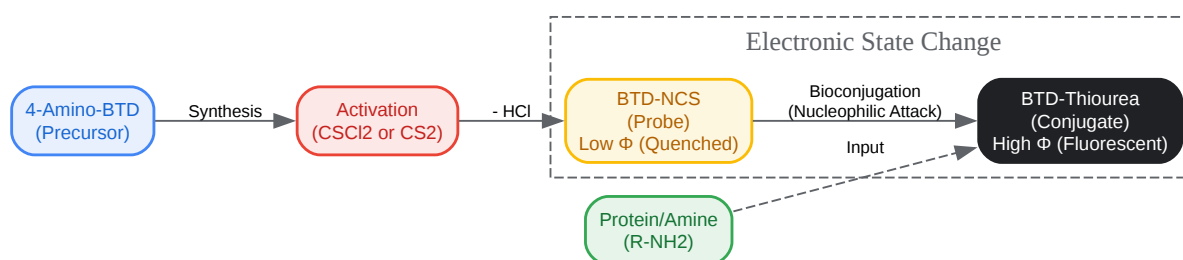 Electronic State Change
4-Amino-BTD
(Precursor)
Synthesis
Activation
(CSCl2 or CS2)
- HCl
BTD-NCS
(Probe)
Low Φ (Quenched)
Bioconjugation
(Nucleophilic Attack)
BTD-Thiourea
(Conjugate)
High Φ (Fluorescent)
Input
Protein/Amine
(R-NH2)